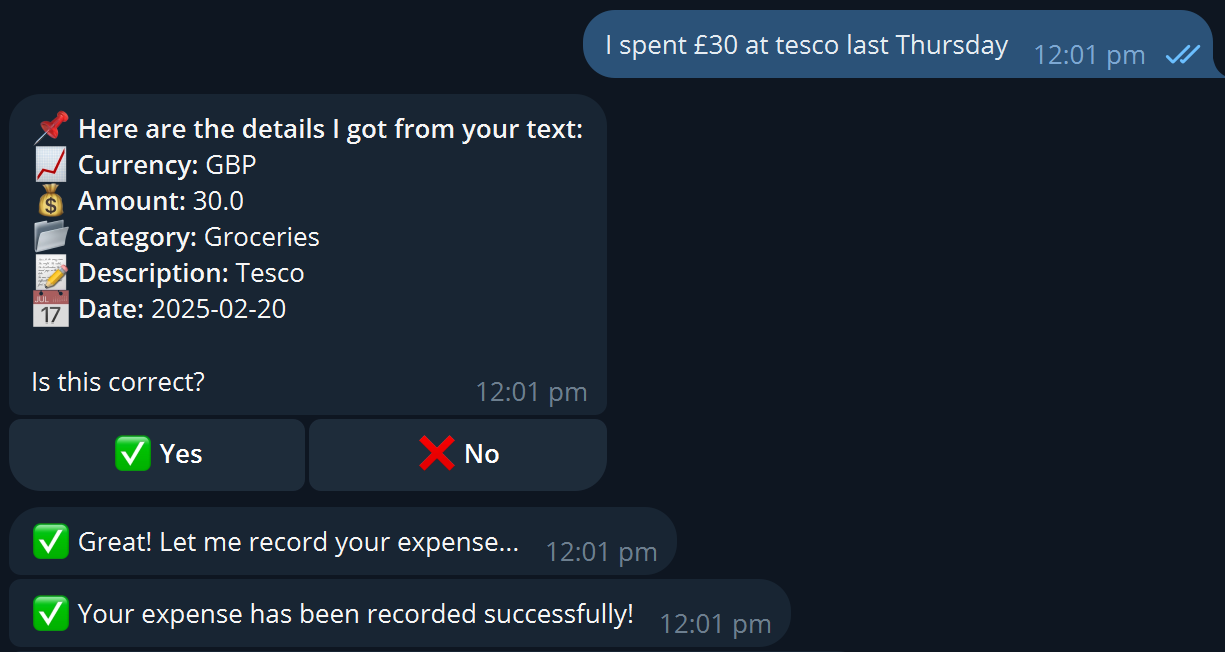 I spent £30 at tesco last Thursday 12:01 pm
Here are the details I got from your text:
Currency: GBP
Amount: 30.0
Category: Groceries
Description: Tesco
JUL
17
Date: 2025-02-20
Is this correct? 12:01 pm
Yes
No
Great! Let me record your expense... 12:01 pm
Your expense has been recorded successfully! 12:01 pm